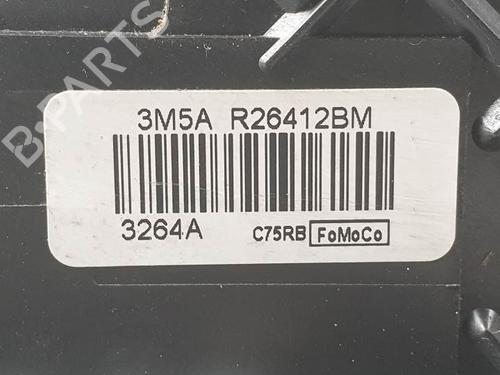 B-PARTS
3M5A R26412BM
3264A C75RB FoMoCo